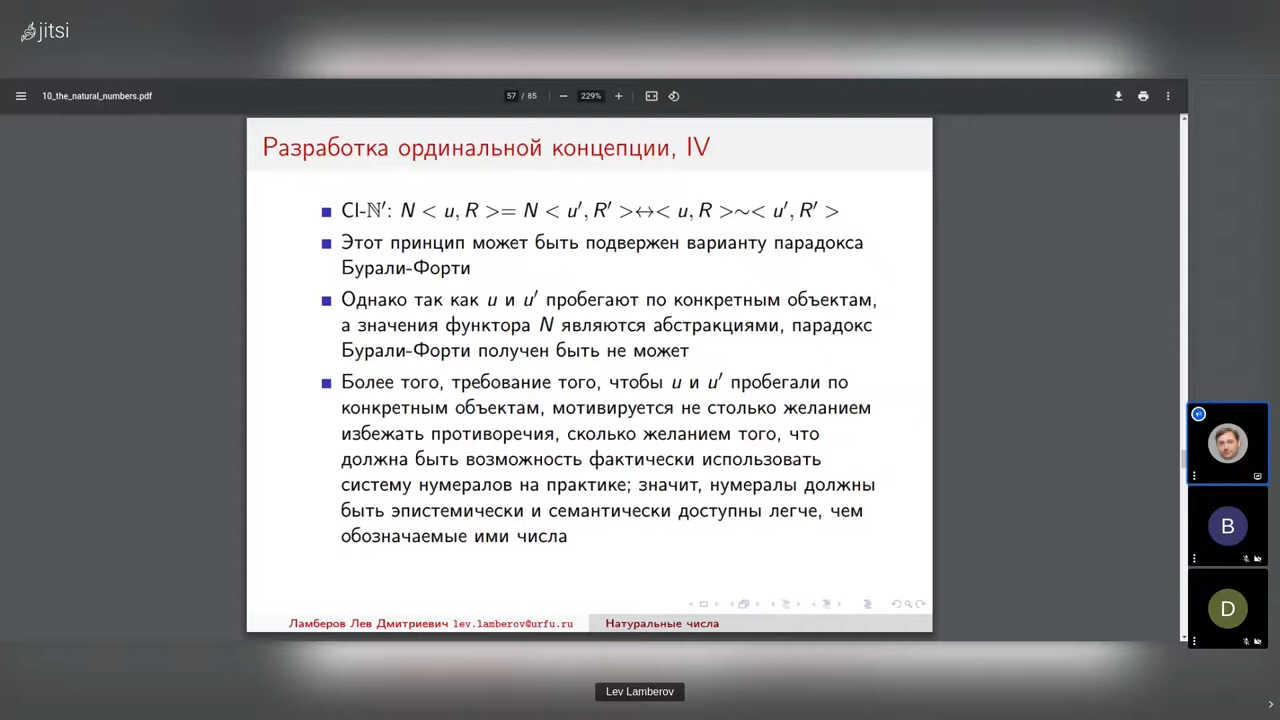 jitsi
10_the_natural_numbers.pdf
57 / 85
229%
Разработка ординальной концепции, IV
CI-ℕ′: N < u, R >= N < u′, R′ >↔< u, R >∼< u′, R′ >
Этот принцип может быть подвержен варианту парадокса
Бурали-Форти
Однако так как u и u′ пробегают по конкретным объектам,
а значения функтора N являются абстракциями, парадокс
Бурали-Форти получен быть не может
Более того, требование того, чтобы u и u′ пробегали по
конкретным объектам, мотивируется не столько желанием
избежать противоречия, сколько желанием того, что
должна быть возможность фактически использовать
систему нумералов на практике; значит, нумералы должны
быть эпистемически и семантически доступны легче, чем
обозначаемые ими числа
Ламберов Лев Дмитриевич lev.lamberov@urfu.ru
Натуральные числа
B
D
Lev Lamberov